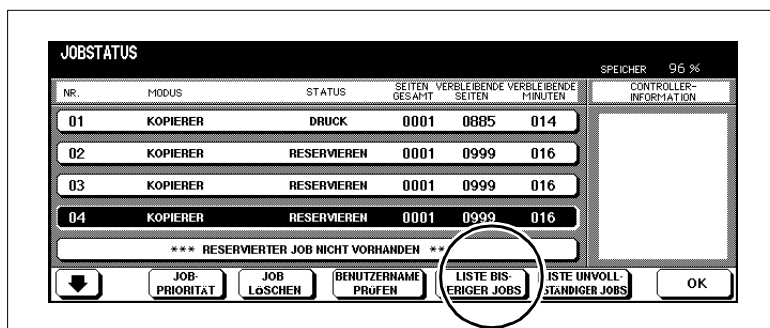 JOBSTATUS
SPEICHER 96 %
NR. MODUS STATUS SEITEN GESAMT VERBLEIBENDE SEITEN VERBLEIBENDE MINUTEN CONTROLLER-INFORMATION
01 KOPIERER DRUCK 0001 0885 014
02 KOPIERER RESERVIEREN 0001 0999 016
03 KOPIERER RESERVIEREN 0001 0999 016
04 KOPIERER RESERVIEREN 0001 0999 016
*** RESERVIERTER JOB NICHT VORHANDEN **
JOB-PRIORITÄT
JOB LÖSCHEN
BENUTZERNAME PRÜFEN
LISTE BIS-
ERIGER JOBS
LISTE UNVOLL-
STÄNDIGER JOBS
OK